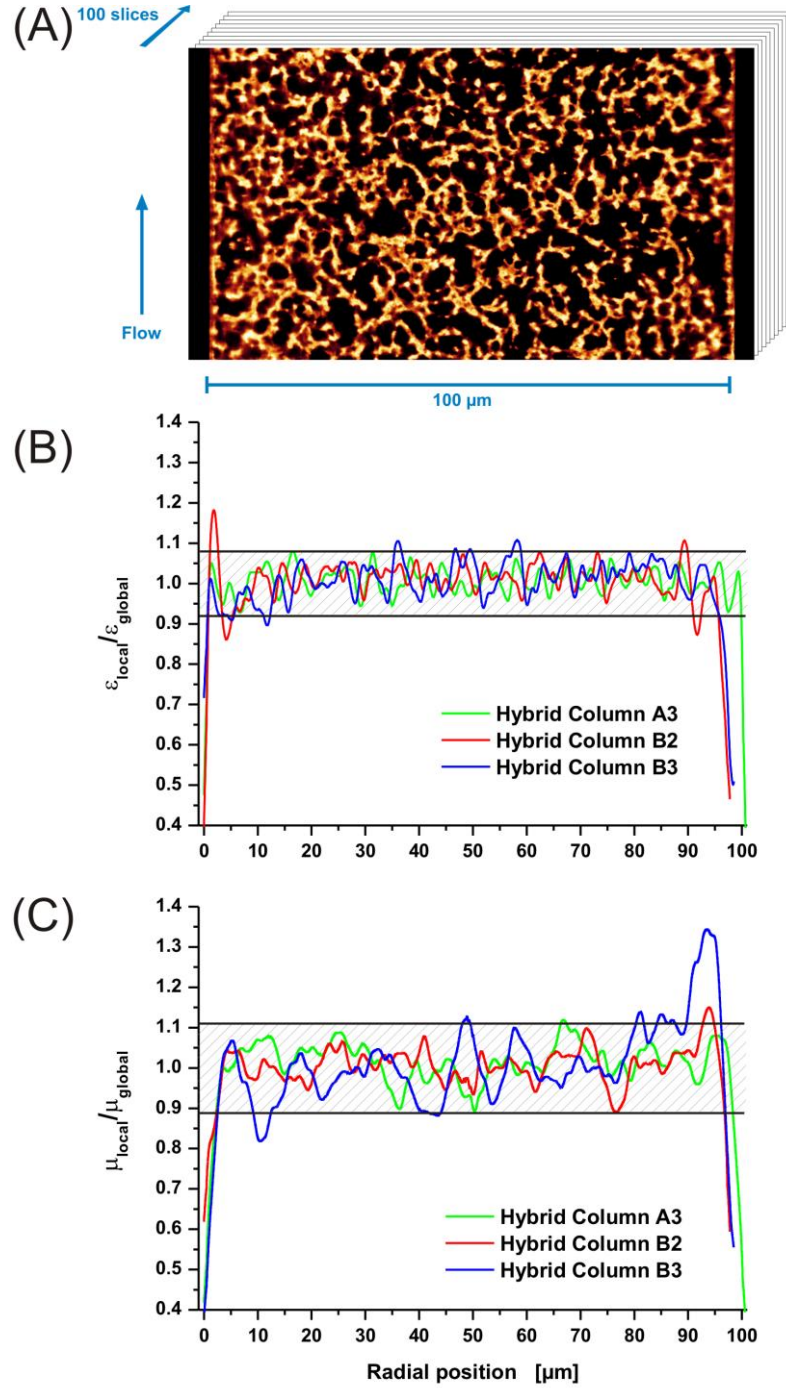 (A)
100 slices
Flow
100 µm
(B)
1.4
1.3
1.2
1.1
1.0
0.9
0.8
0.7
0.6
0.5
0.4
εlocal/εglobal
Hybrid Column A3
Hybrid Column B2
Hybrid Column B3
0 10 20 30 40 50 60 70 80 90 100
(C)
1.4
1.3
1.2
1.1
1.0
0.9
0.8
0.7
0.6
0.5
0.4
µlocal/µglobal
Hybrid Column A3
Hybrid Column B2
Hybrid Column B3
0 10 20 30 40 50 60 70 80 90 100
Radial position [µm]